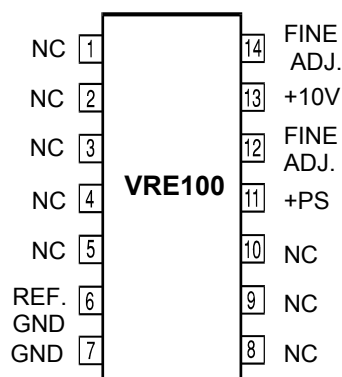 NC 1
NC 2
NC 3
NC 4
NC 5
REF.
GND 6
GND 7
VRE100
14 FINE
ADJ.
13 +10V
12 FINE
ADJ.
11 +PS
10 NC
9 NC
8 NC